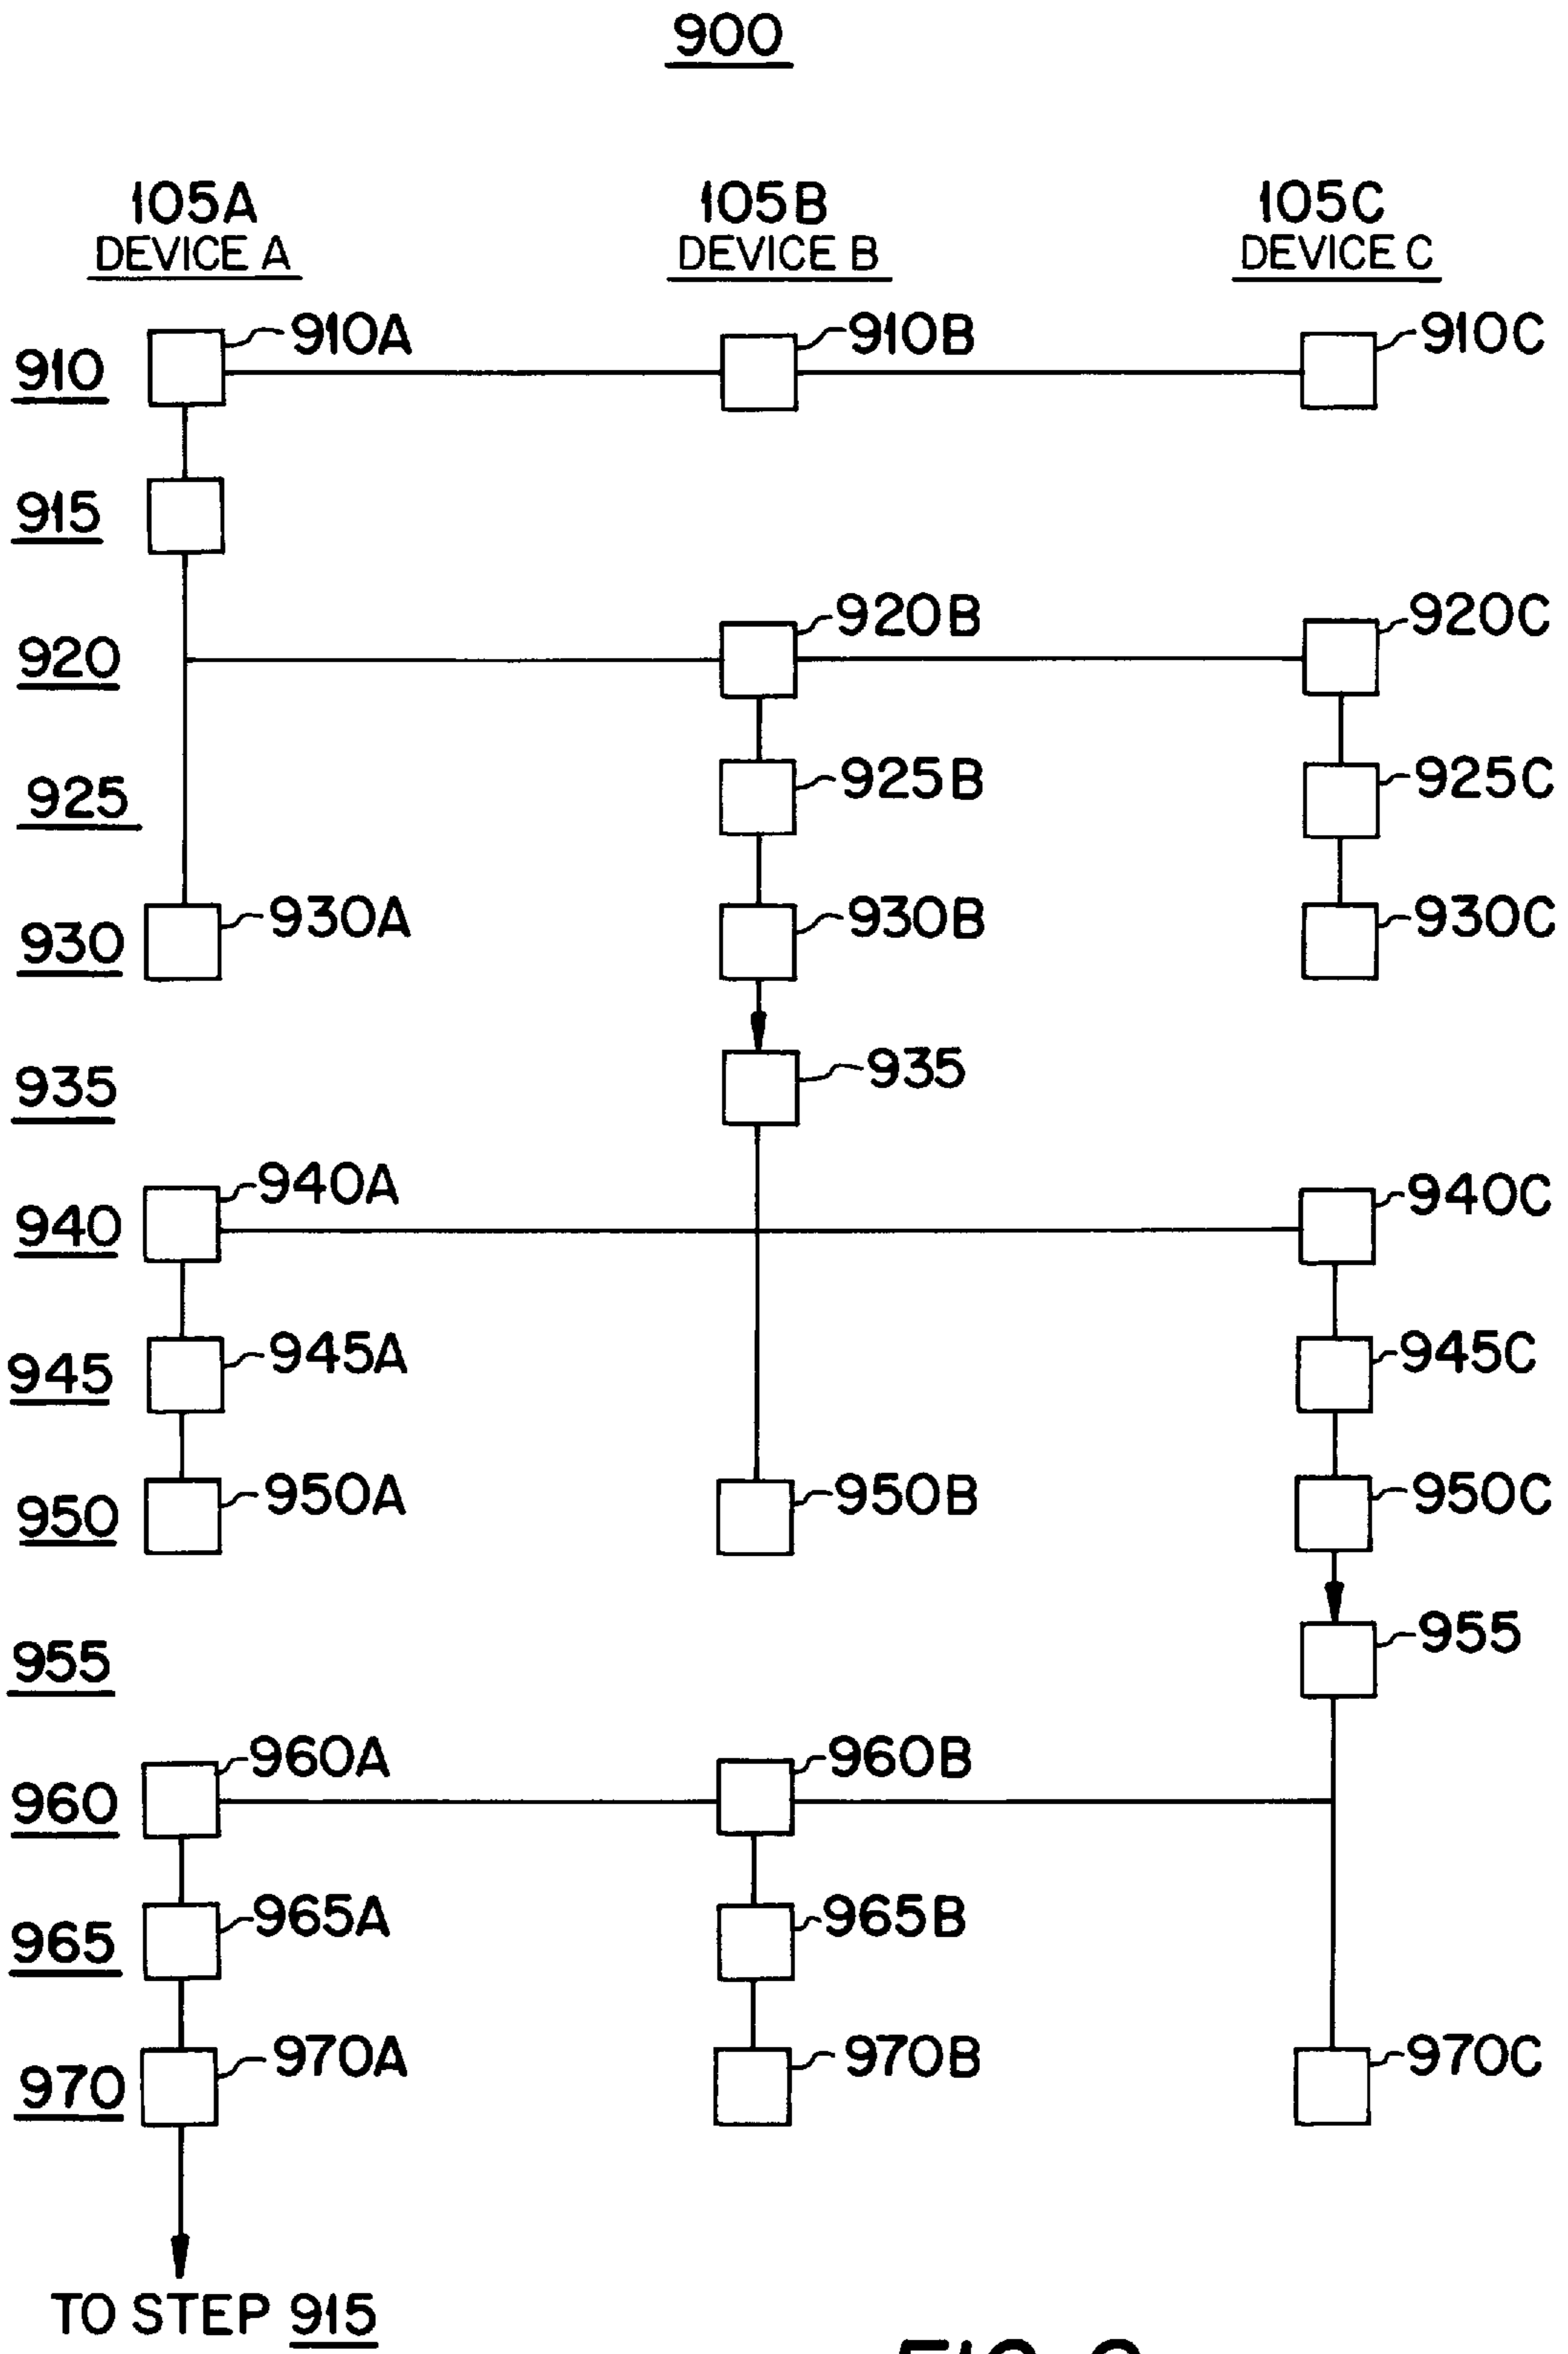 900
105A 105B 105C
DEVICE A DEVICE B DEVICE C
910 910A 910B 910C
915
920 920B 920C
925 925B 925C
930 930A 930B 930C
935 935
940 940A 940C
945 945A 945C
950 950A 950B 950C
955 955
960 960A 960B
965 965A 965B
970 970A 970B 970C
TO STEP 915